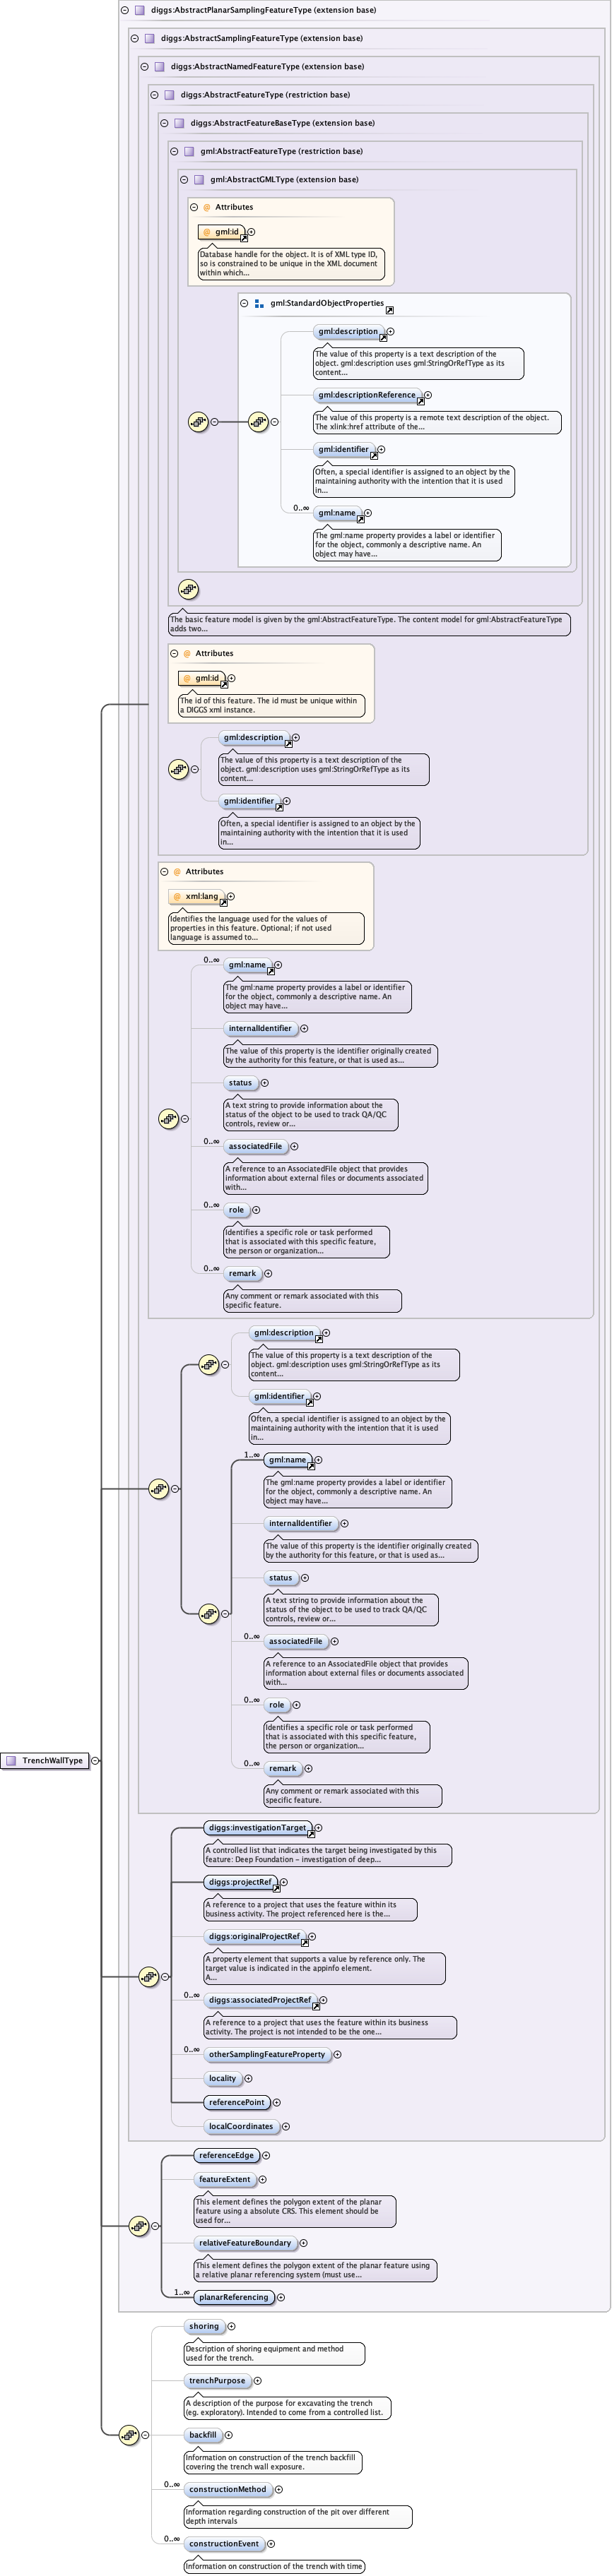 diggs:AbstractPlanarSamplingFeatureType (extension base)
diggs:AbstractSamplingFeatureType (extension base)
diggs:AbstractNamedFeatureType (extension base)
diggs:AbstractFeatureType (restriction base)
diggs:AbstractFeatureBaseType (extension base)
gml:AbstractFeatureType (restriction base)
gml:AbstractGMLType (extension base)
@ Attributes
@ gml:id
Database handle for the object. It is of XML type ID,
so is constrained to be unique in the XML document
within which...
gml:StandardObjectProperties
gml:description
The value of this property is a text description of the
object. gml:description uses gml:StringOrRefType as its
content...
gml:descriptionReference
The value of this property is a remote text description of the object.
The xlink:href attribute of the...
gml:identifier
Often, a special identifier is assigned to an object by the
maintaining authority with the intention that it is used
in...
0..∞
gml:name
The gml:name property provides a label or identifier
for the object, commonly a descriptive name. An
object may have...
The basic feature model is given by the gml:AbstractFeatureType. The content model for gml:AbstractFeatureType
adds two...
@ Attributes
@ gml:id
The id of this feature. The id must be unique within
a DIGGS xml instance.
gml:description
The value of this property is a text description of the
object. gml:description uses gml:StringOrRefType as its
content...
gml:identifier
Often, a special identifier is assigned to an object by the
maintaining authority with the intention that it is used
in...
@ Attributes
@ xml:lang
Identifies the language used for the values of
properties in this feature. Optional; if not used
language is assumed to...
0..∞
gml:name
The gml:name property provides a label or identifier
for the object, commonly a descriptive name. An
object may have...
internalIdentifier
The value of this property is the identifier originally created
by the authority for this feature, or that is used as...
status
A text string to provide information about the
status of the object to be used to track QA/QC
controls, review or...
0..∞
associatedFile
A reference to an AssociatedFile object that provides
information about external files or documents associated
with...
0..∞
role
Identifies a specific role or task performed
that is associated with this specific feature,
the person or organization...
0..∞
remark
Any comment or remark associated with this
specific feature.
gml:description
The value of this property is a text description of the
object. gml:description uses gml:StringOrRefType as its
content...
gml:identifier
Often, a special identifier is assigned to an object by the
maintaining authority with the intention that it is used
in...
1..∞
gml:name
The gml:name property provides a label or identifier
for the object, commonly a descriptive name. An
object may have...
internalIdentifier
The value of this property is the identifier originally created
by the authority for this feature, or that is used as...
status
A text string to provide information about the
status of the object to be used to track QA/QC
controls, review or...
0..∞
associatedFile
A reference to an AssociatedFile object that provides
information about external files or documents associated
with...
0..∞
role
Identifies a specific role or task performed
that is associated with this specific feature,
the person or organization...
0..∞
remark
Any comment or remark associated with this
specific feature.
TrenchWallType
diggs:investigationTarget
A controlled list that indicates the target being investigated by this
feature: Deep Foundation - investigation of deep...
diggs:projectRef
A reference to a project that uses the feature within its
business activity. The project referenced here is the...
diggs:originalProjectRef
A property element that supports a value by reference only. The
target value is indicated in the appinfo element.
A...
0..∞
diggs:associatedProjectRef
A reference to a project that uses the feature within its business
activity. The project is not intended to be the one...
0..∞
otherSamplingFeatureProperty
locality
referencePoint
localCoordinates
referenceEdge
featureExtent
This element defines the polygon extent of the planar
feature using a absolute CRS. This element should be
used for...
relativeFeatureBoundary
This element defines the polygon extent of the planar feature using
a relative planar referencing system (must use...
1..∞
planarReferencing
shoring
Description of shoring equipment and method
used for the trench.
trenchPurpose
A description of the purpose for excavating the trench
(eg. exploratory). Intended to come from a controlled list.
backfill
Information on construction of the trench backfill
covering the trench wall exposure.
0..∞
constructionMethod
Information regarding construction of the pit over different
depth intervals
0..∞
constructionEvent
Information on construction of the trench with time